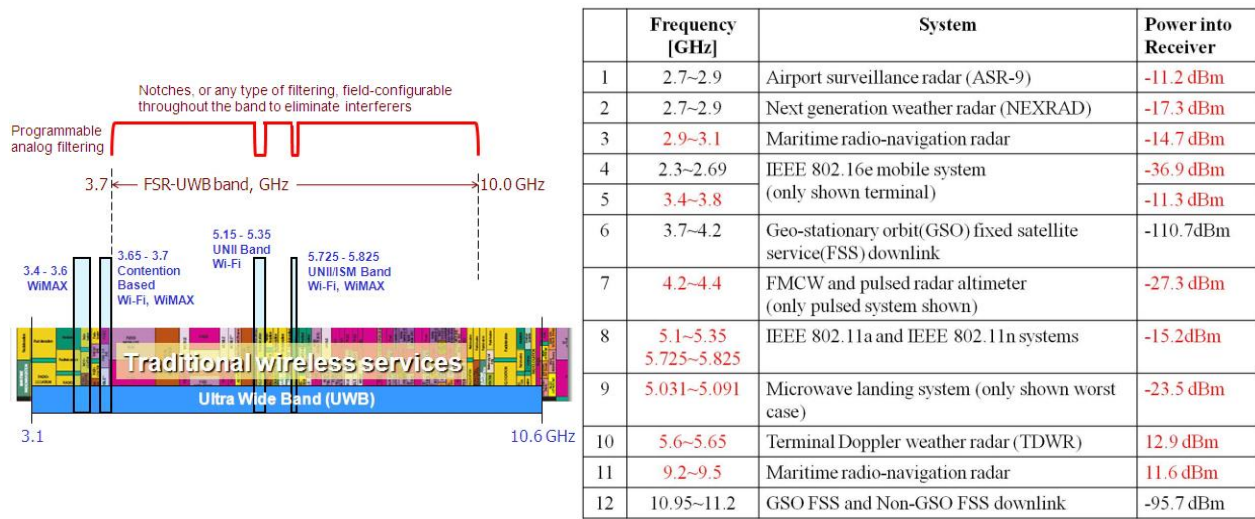 Notches, or any type of filtering, field-configurable
throughout the band to eliminate interferers
Programmable
analog filtering
3.7
FSR-UWB band, GHz
10.0 GHz
3.4 - 3.6
WiMAX
3.65 - 3.7
Contention
Based
Wi-Fi, WiMAX
5.15 - 5.35
UNII Band
Wi-Fi
5.725 - 5.825
UNII/ISM Band
Wi-Fi, WiMAX
Traditional wireless services
Ultra Wide Band (UWB)
3.1
10.6 GHz
Frequency [GHz] System Power into Receiver
1 2.7~2.9 Airport surveillance radar (ASR-9) -11.2 dBm
2 2.7~2.9 Next generation weather radar (NEXRAD) -17.3 dBm
3 2.9~3.1 Maritime radio-navigation radar -14.7 dBm
4 2.3~2.69 IEEE 802.16e mobile system -36.9 dBm
5 3.4~3.8 (only shown terminal) -11.3 dBm
6 3.7~4.2 Geo-stationary orbit(GSO) fixed satellite -110.7dBm
service(FSS) downlink
7 4.2~4.4 FMCW and pulsed radar altimeter -27.3 dBm
(only pulsed system shown)
8 5.1~5.35 IEEE 802.11a and IEEE 802.11n systems -15.2dBm
5.725~5.825
9 5.031~5.091 Microwave landing system (only shown worst -23.5 dBm
case)
10 5.6~5.65 Terminal Doppler weather radar (TDWR) 12.9 dBm
11 9.2~9.5 Maritime radio-navigation radar 11.6 dBm
12 10.95~11.2 GSO FSS and Non-GSO FSS downlink -95.7 dBm